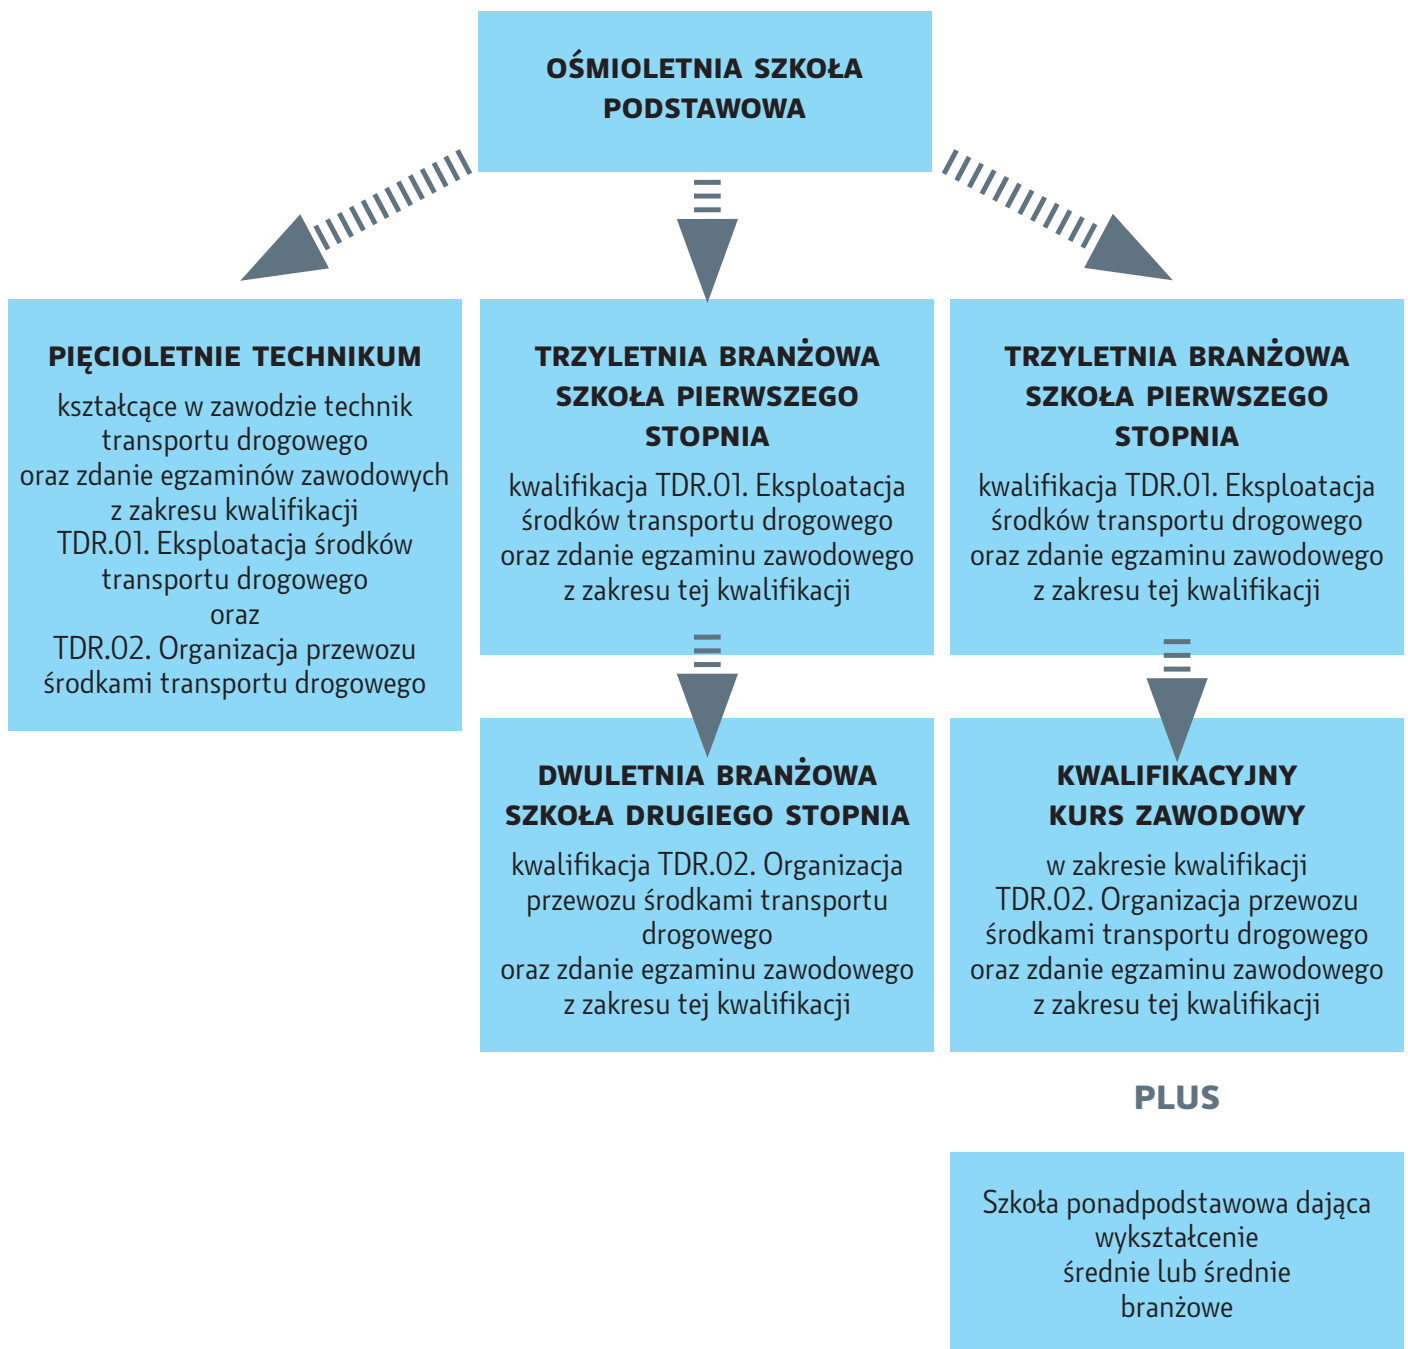 OŚMIOLETNIA SZKOŁA
PODSTAWOWA
PIĘCIOLETNIE TECHNIKUM
kształcące w zawodzie technik
transportu drogowego
oraz zdanie egzaminów zawodowych
z zakresu kwalifikacji
TDR.01. Eksploatacja środków
transportu drogowego
oraz
TDR.02. Organizacja przewozu
środkami transportu drogowego
TRZYLETNIA BRANŻOWA
SZKOŁA PIERWSZEGO
STOPNIA
kwalifikacja TDR.01. Eksploatacja
środków transportu drogowego
oraz zdanie egzaminu zawodowego
z zakresu tej kwalifikacji
DWULETNIA BRANŻOWA
SZKOŁA DRUGIEGO STOPNIA
kwalifikacja TDR.02. Organizacja
przewozu środkami transportu
drogowego
oraz zdanie egzaminu zawodowego
z zakresu tej kwalifikacji
TRZYLETNIA BRANŻOWA
SZKOŁA PIERWSZEGO
STOPNIA
kwalifikacja TDR.01. Eksploatacja
środków transportu drogowego
oraz zdanie egzaminu zawodowego
z zakresu tej kwalifikacji
KWALIFIKACYJNY
KURS ZAWODOWY
w zakresie kwalifikacji
TDR.02. Organizacja przewozu
środkami transportu drogowego
oraz zdanie egzaminu zawodowego
z zakresu tej kwalifikacji
PLUS
Szkoła ponadpodstawowa dająca
wykształcenie
średnie lub średnie
branżowe